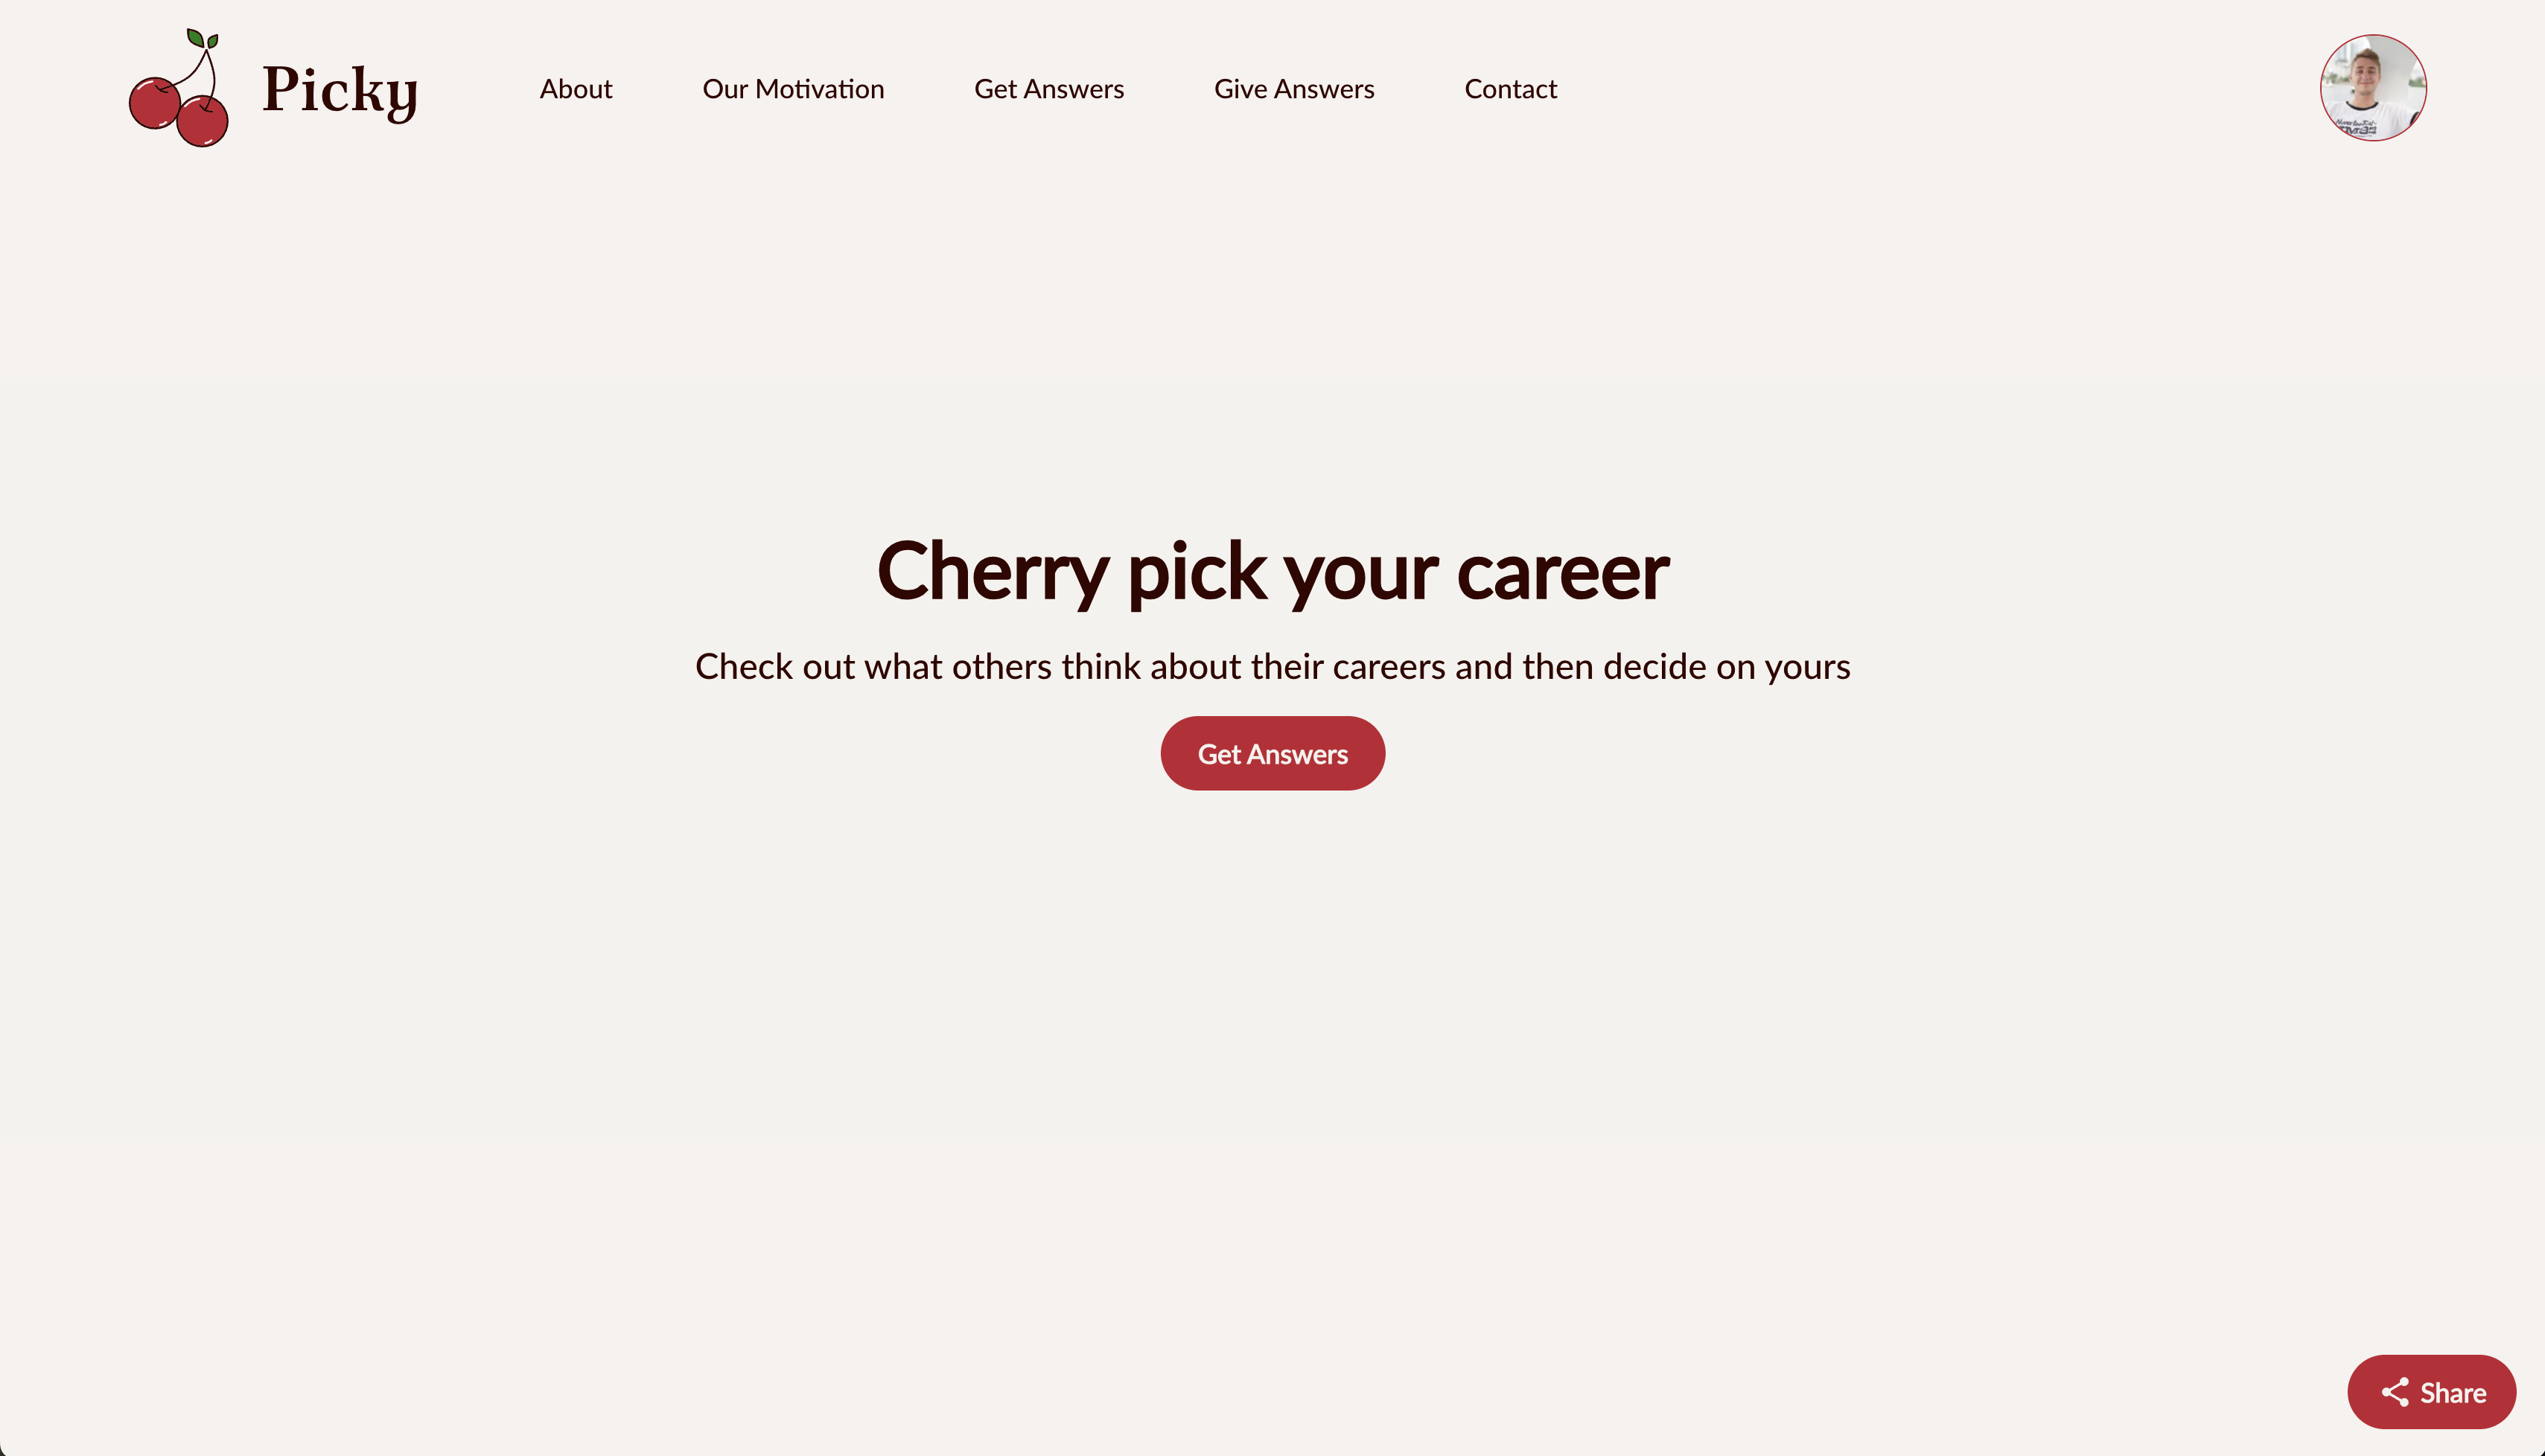 Picky
About
Our Motivation
Get Answers
Give Answers
Contact
Cherry pick your career
Check out what others think about their careers and then decide on yours
Get Answers
Share